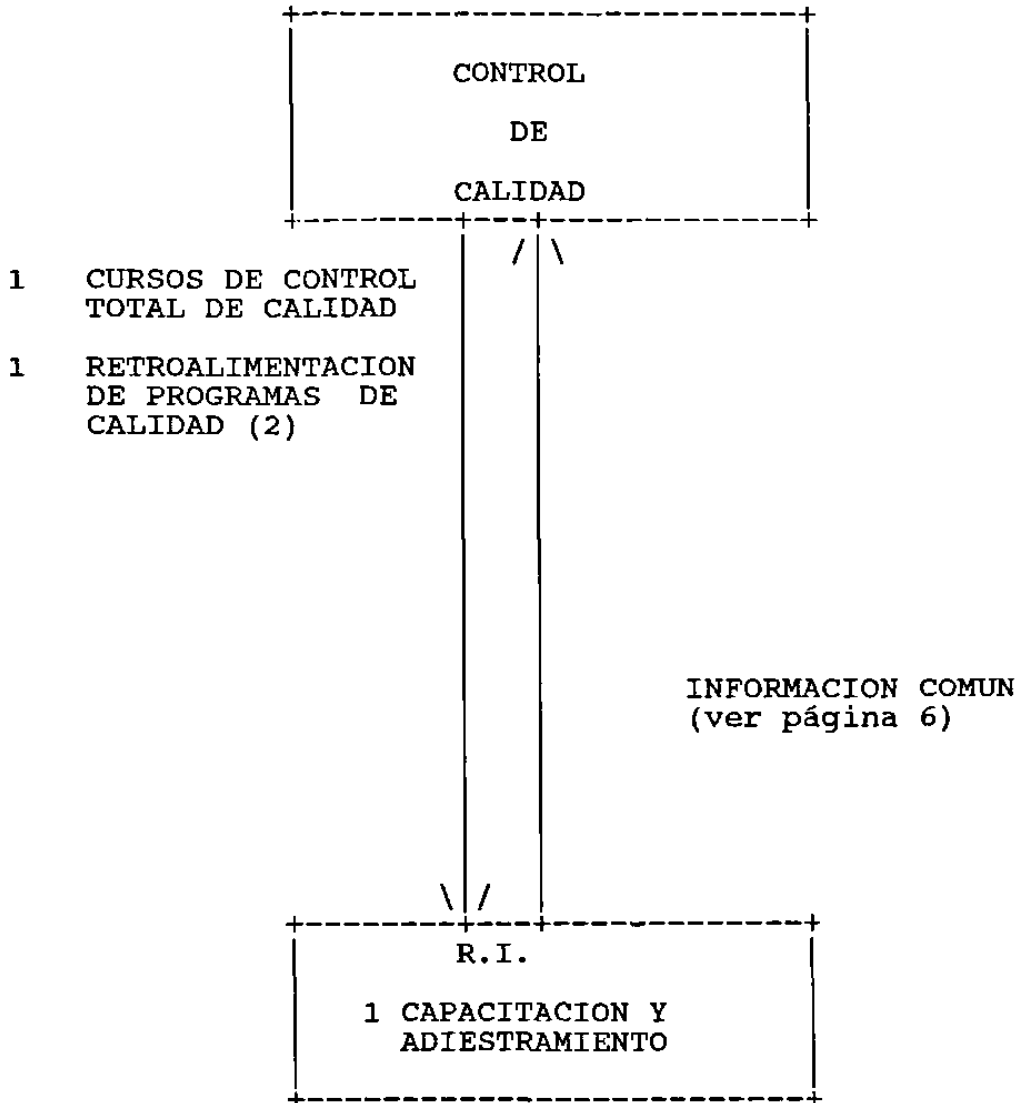 CONTROL
DE
CALIDAD
1 CURSOS DE CONTROL
TOTAL DE CALIDAD
1 RETROALIMENTACION
DE PROGRAMAS DE
CALIDAD (2)
INFORMACION COMUN
(ver página 6)
R.I.
1 CAPACITACION Y
ADIESTRAMIENTO